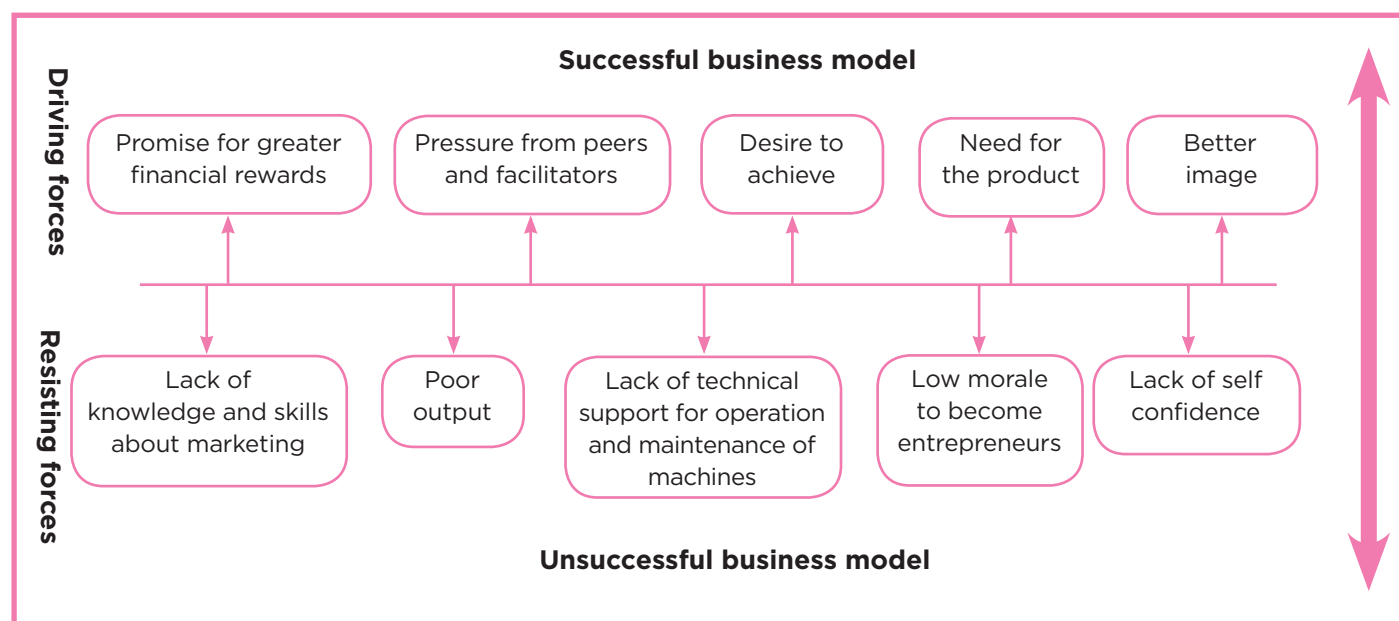 Successful business model
Driving forces
Promise for greater
financial rewards
Pressure from peers
and facilitators
Desire to
achieve
Need for
the product
Better
image
Resisting forces
Lack of
knowledge and skills
about marketing
Poor
output
Lack of technical
support for operation
and maintenance of
machines
Low morale
to become
entrepreneurs
Lack of self
confidence
Unsuccessful business model